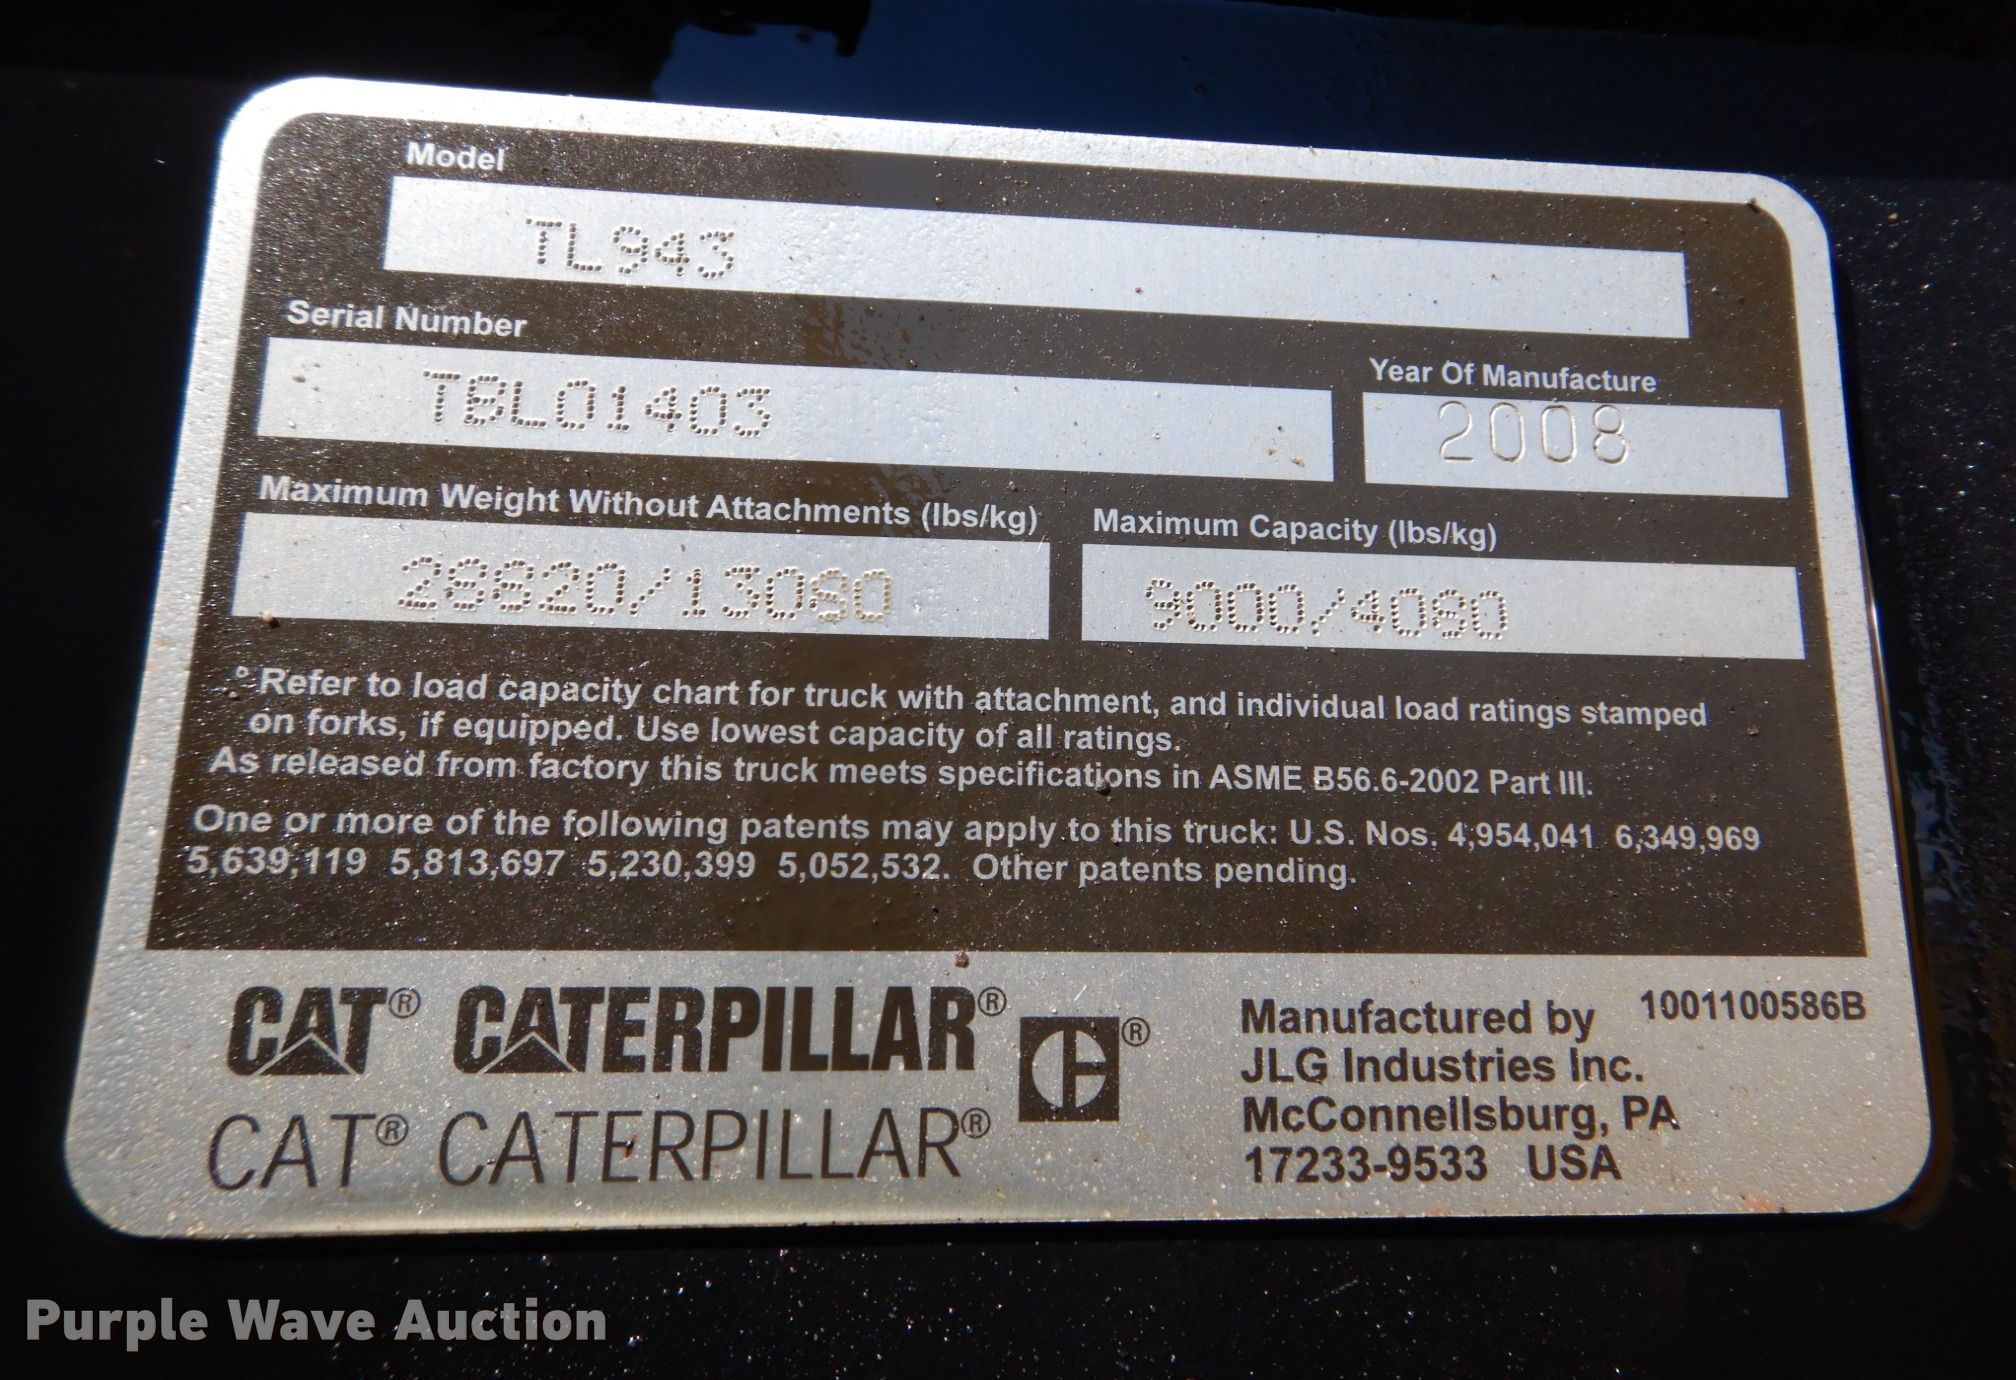 Model
TL943
Serial Number
TBL01403
Year Of Manufacture
2008
Maximum Weight Without Attachments (lbs/kg)
28820/13080
Maximum Capacity (lbs/kg)
9000/4080
° Refer to load capacity chart for truck with attachment, and individual load ratings stamped
on forks, if equipped. Use lowest capacity of all ratings.
As released from factory this truck meets specifications in ASME B56.6-2002 Part III.
One or more of the following patents may apply to this truck: U.S. Nos. 4,954,041 6,349,969
5,639,119 5,813,697 5,230,399 5,052,532. Other patents pending.
CAT® CATERPILLAR® ®
CAT® CATERPILLAR®
Manufactured by 1001100586B
JLG Industries Inc.
McConnellsburg, PA
17233-9533 USA
Purple Wave Auction